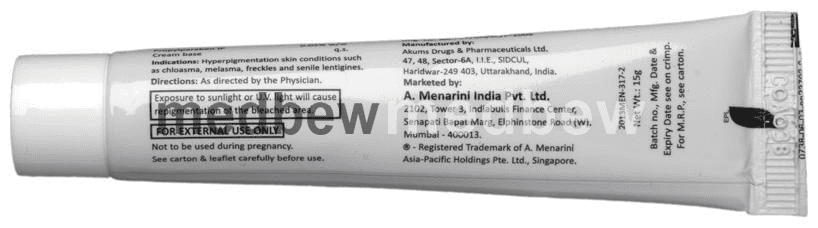 Cream base q.s.
Indications: Hyperpigmentation skin conditions such
as chloasma, melasma, freckles and senile lentigines.
Directions: As directed by the Physician.
Exposure to sunlight or U.V. light will cause
repigmentation of the bleached area.
FOR EXTERNAL USE ONLY
Not to be used during pregnancy.
See carton & leaflet carefully before use.
Manufactured by:
Akums Drugs & Pharmaceuticals Ltd.
47, 48, Sector-6A, I.I.E., SIDCUL,
Haridwar-249 403, Uttarakhand, India.
Marketed by:
A. Menarini India Pvt. Ltd.
2102, Tower 3, Indiabulls Finance Center,
Senapati Bapat Marg, Elphinstone Road (W),
Mumbai - 400013.
® - Registered Trademark of A. Menarini
Asia-Pacific Holdings Pte. Ltd., Singapore.
Net Wt.: 15g
Batch no., Mfg. Date &
Expiry Date see on crimp.
For M.R.P., see carton.
EPL